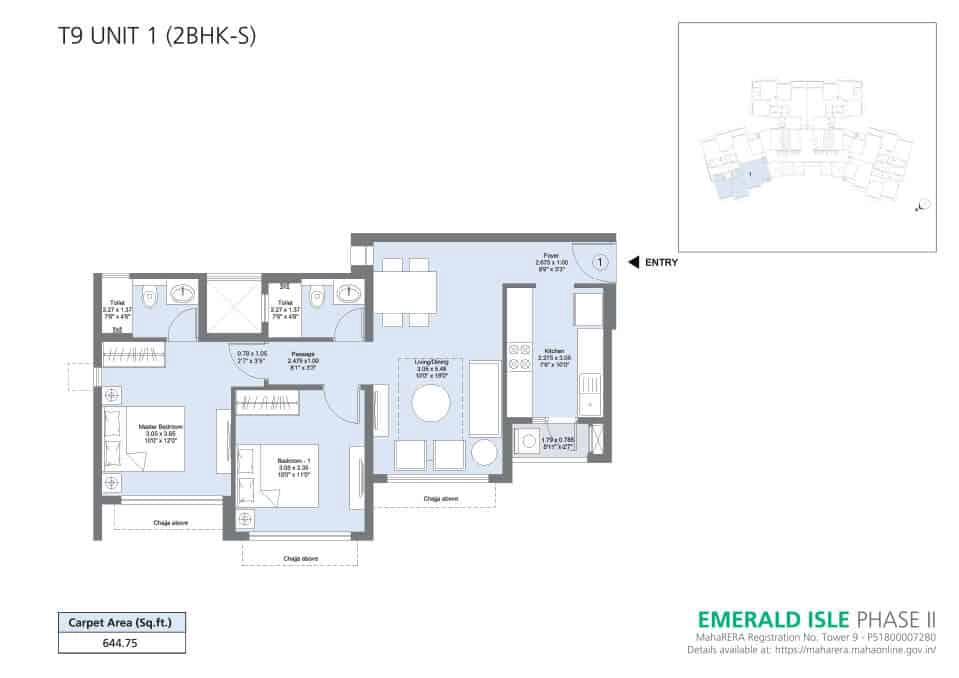 T9 UNIT 1 (2BHK-S)
1
Foyer
2.675 x 1.00
8'9" x 3'3"
1
ENTRY
Toilet
2.27 x 1.37
7'5" x 4'6"
Toilet
2.27 x 1.37
7'5" x 4'6"
0.79 x 1.05
2'7" x 3'5"
Passage
2.475 x1.00
8'1" x 3'3"
Living/Dining
3.05 x 5.48
10'0" x 18'0"
Kitchen
2.275 x 3.05
7'6" x 10'0"
Master Bedroom
3.05 x 3.65
10'0" x 12'0"
Bedroom - 1
3.05 x 3.35
10'0" x 11'0"
1.79 x 0.785
5'11" x 2'7"
Chajja above
Chajja above
Chajja above
Carpet Area (Sq.ft.)
644.75
EMERALD ISLE PHASE II
MahaRERA Registration No. Tower 9 - P51800007280
Details available at: https://maharera.mahaonline.gov.in/